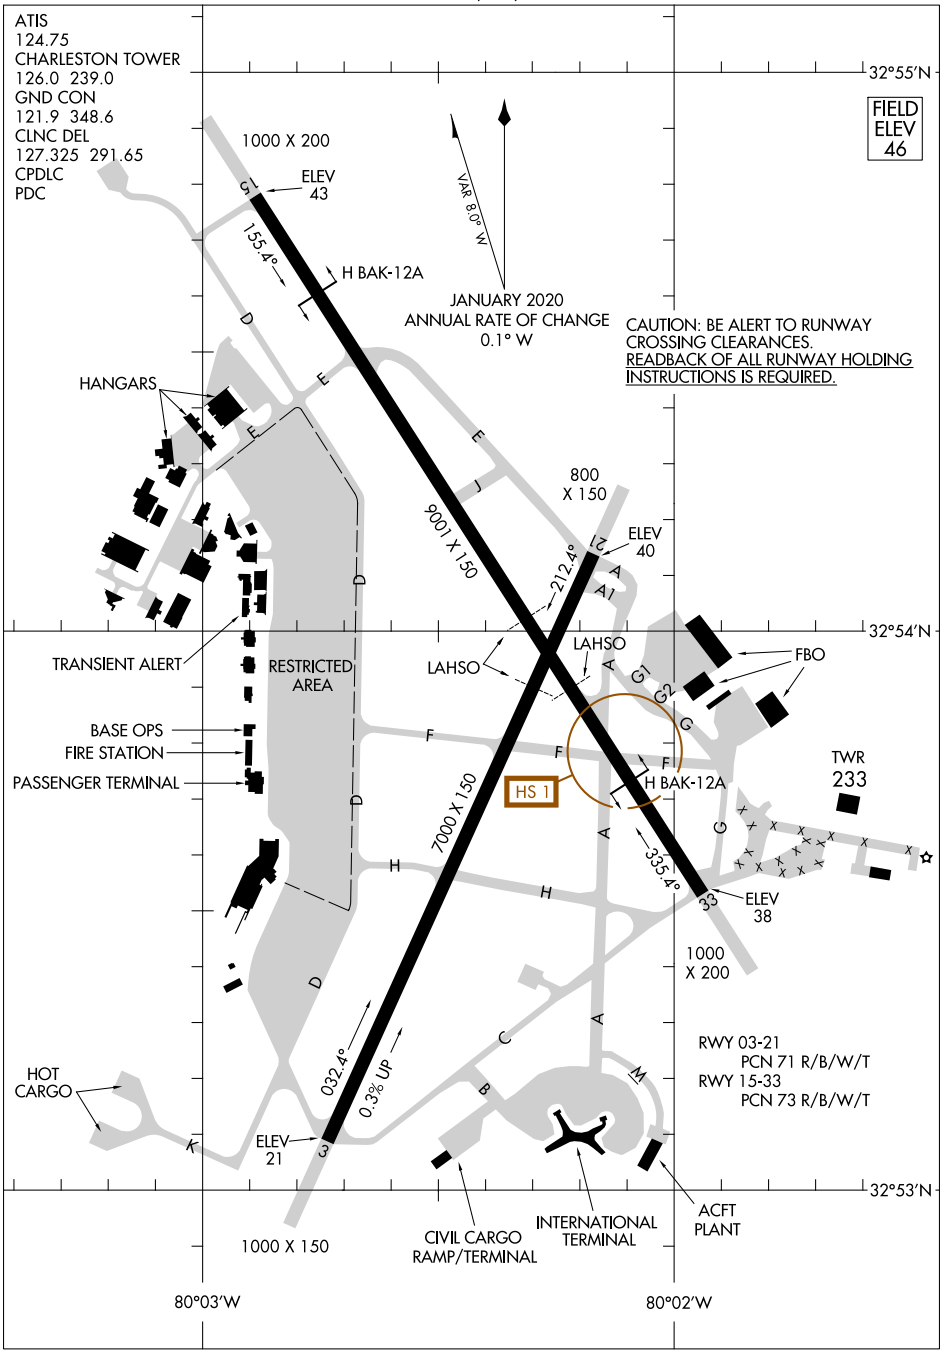 ATIS
124.75
CHARLESTON TOWER
126.0 239.0
GND CON
121.9 348.6
CLNC DEL
127.325 291.65
CPDLC
PDC
32°55'N
FIELD
ELEV
46
1000 X 200
15
ELEV
43
155.4°
VAR 8.0° W
H BAK-12A
JANUARY 2020
ANNUAL RATE OF CHANGE
0.1° W
CAUTION: BE ALERT TO RUNWAY
CROSSING CLEARANCES.
READBACK OF ALL RUNWAY HOLDING
INSTRUCTIONS IS REQUIRED.
D
HANGARS
E
E
E
J
800
X 150
9001 X 150
21
ELEV
40
212.4°
A
A1
D
32°54'N
TRANSIENT ALERT
RESTRICTED
AREA
LAHSO
LAHSO
A
G1
G2
G
FBO
BASE OPS
FIRE STATION
PASSENGER TERMINAL
F
F
F
HS 1
H BAK-12A
TWR
233
D
7000 X 150
A
G
X X X X X X X X
X X X X X X X X
335.4°
H
H
33
ELEV
38
1000
X 200
D
A
C
032.4°
0.3% UP
RWY 03-21
PCN 71 R/B/W/T
RWY 15-33
PCN 73 R/B/W/T
HOT
CARGO
B
M
K
ELEV
21
3
32°53'N
1000 X 150
CIVIL CARGO
RAMP/TERMINAL
INTERNATIONAL
TERMINAL
ACFT
PLANT
80°03'W
80°02'W